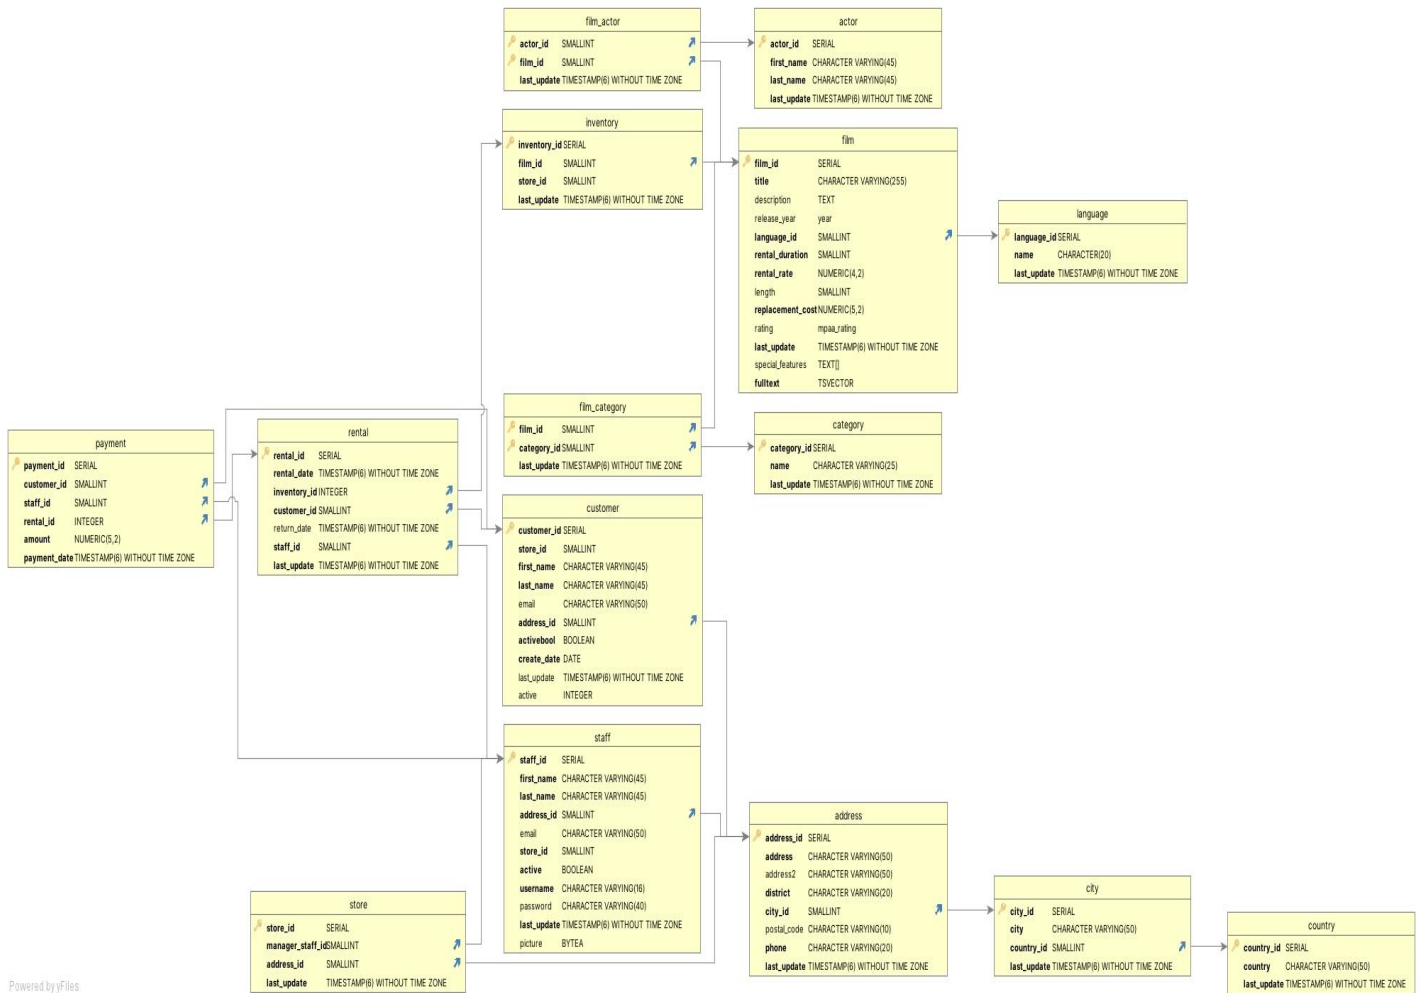 film_actor
actor_id SMALLINT
film_id SMALLINT
last_update TIMESTAMP(6) WITHOUT TIME ZONE
actor
actor_id SERIAL
first_name CHARACTER VARYING(45)
last_name CHARACTER VARYING(45)
last_update TIMESTAMP(6) WITHOUT TIME ZONE
inventory
inventory_id SERIAL
film_id SMALLINT
store_id SMALLINT
last_update TIMESTAMP(6) WITHOUT TIME ZONE
film
film_id SERIAL
title CHARACTER VARYING(255)
description TEXT
release_year year
language_id SMALLINT
rental_duration SMALLINT
rental_rate NUMERIC(4,2)
length SMALLINT
replacement_cost NUMERIC(5,2)
rating mpaa_rating
last_update TIMESTAMP(6) WITHOUT TIME ZONE
special_features TEXT[]
fulltext TSVECTOR
language
language_id SERIAL
name CHARACTER(20)
last_update TIMESTAMP(6) WITHOUT TIME ZONE
film_category
film_id SMALLINT
category_id SMALLINT
last_update TIMESTAMP(6) WITHOUT TIME ZONE
category
category_id SERIAL
name CHARACTER VARYING(25)
last_update TIMESTAMP(6) WITHOUT TIME ZONE
payment
payment_id SERIAL
customer_id SMALLINT
staff_id SMALLINT
rental_id INTEGER
amount NUMERIC(5,2)
payment_date TIMESTAMP(6) WITHOUT TIME ZONE
rental
rental_id SERIAL
rental_date TIMESTAMP(6) WITHOUT TIME ZONE
inventory_id INTEGER
customer_id SMALLINT
return_date TIMESTAMP(6) WITHOUT TIME ZONE
staff_id SMALLINT
last_update TIMESTAMP(6) WITHOUT TIME ZONE
customer
customer_id SERIAL
store_id SMALLINT
first_name CHARACTER VARYING(45)
last_name CHARACTER VARYING(45)
email CHARACTER VARYING(50)
address_id SMALLINT
activebool BOOLEAN
create_date DATE
last_update TIMESTAMP(6) WITHOUT TIME ZONE
active INTEGER
staff
staff_id SERIAL
first_name CHARACTER VARYING(45)
last_name CHARACTER VARYING(45)
address_id SMALLINT
email CHARACTER VARYING(50)
store_id SMALLINT
active BOOLEAN
username CHARACTER VARYING(16)
password CHARACTER VARYING(40)
last_update TIMESTAMP(6) WITHOUT TIME ZONE
picture BYTEA
store
store_id SERIAL
manager_staff_id SMALLINT
address_id SMALLINT
last_update TIMESTAMP(6) WITHOUT TIME ZONE
address
address_id SERIAL
address CHARACTER VARYING(50)
address2 CHARACTER VARYING(50)
district CHARACTER VARYING(20)
city_id SMALLINT
postal_code CHARACTER VARYING(10)
phone CHARACTER VARYING(20)
last_update TIMESTAMP(6) WITHOUT TIME ZONE
city
city_id SERIAL
city CHARACTER VARYING(50)
country_id SMALLINT
last_update TIMESTAMP(6) WITHOUT TIME ZONE
country
country_id SERIAL
country CHARACTER VARYING(50)
last_update TIMESTAMP(6) WITHOUT TIME ZONE
Powered by yFiles